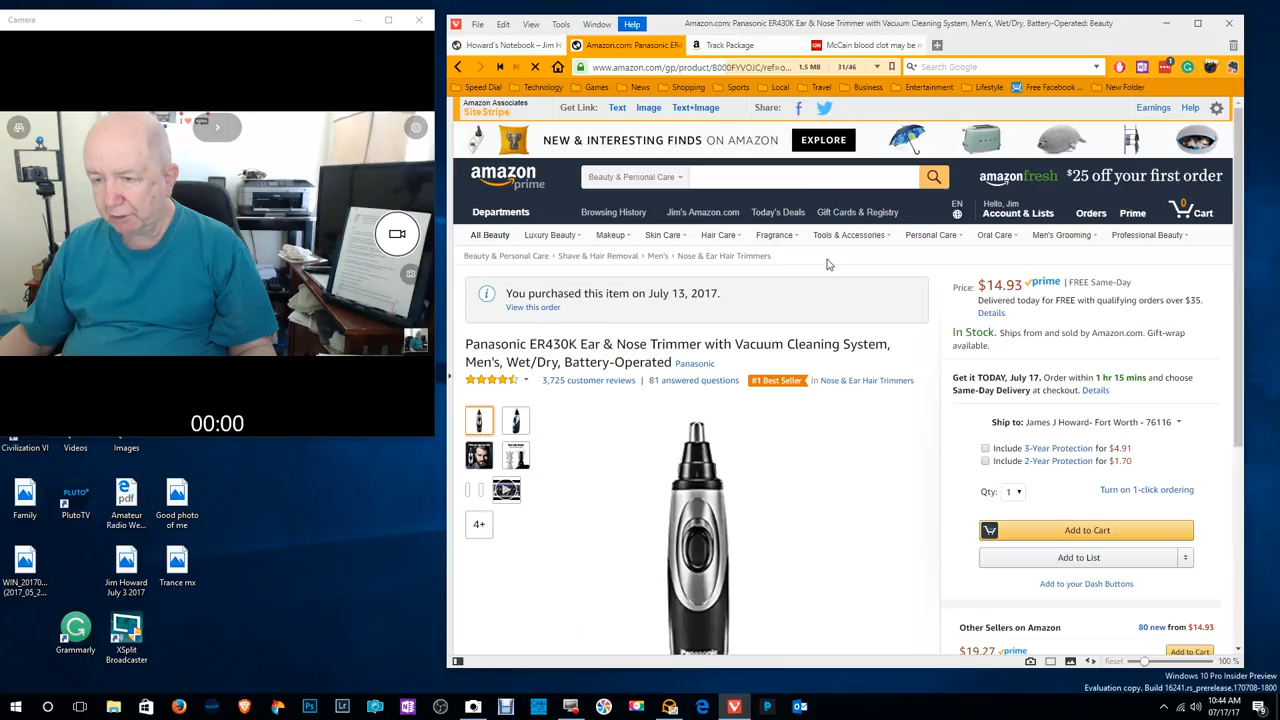 Camera
File Edit View Tools Window Help
Amazon.com: Panasonic ER430K Ear & Nose Trimmer with Vacuum Cleaning System, Men's, Wet/Dry, Battery-Operated: Beauty
Howard's Notebook – Jim H
Amazon.com: Panasonic ER4
Track Package
McCain blood clot may be m
www.amazon.com/gp/product/B000FYVOJC/ref=o...
1.5 MB
31/46
Search Google
Speed Dial
Technology
Games
News
Shopping
Sports
Local
Travel
Business
Entertainment
Lifestyle
Free Facebook ...
New Folder
Amazon Associates
SiteStripe
Get Link: Text Image Text+Image
Share:
Earnings Help
NEW & INTERESTING FINDS ON AMAZON EXPLORE
amazon
prime
Beauty & Personal Care
amazonfresh $25 off your first order
Departments
Browsing History Jim's Amazon.com Today's Deals Gift Cards & Registry
EN
Hello, Jim
Account & Lists
Orders
Prime
0
Cart
All Beauty Luxury Beauty Makeup Skin Care Hair Care Fragrance Tools & Accessories Personal Care Oral Care Men's Grooming Professional Beauty
Beauty & Personal Care › Shave & Hair Removal › Men's › Nose & Ear Hair Trimmers
You purchased this item on July 13, 2017.
View this order
Panasonic ER430K Ear & Nose Trimmer with Vacuum Cleaning System,
Men's, Wet/Dry, Battery-Operated Panasonic
3,725 customer reviews | 81 answered questions #1 Best Seller in Nose & Ear Hair Trimmers
4+
Price: $14.93 prime | FREE Same-Day
Delivered today for FREE with qualifying orders over $35.
Details
In Stock. Ships from and sold by Amazon.com. Gift-wrap
available.
Get it TODAY, July 17. Order within 1 hr 15 mins and choose
Same-Day Delivery at checkout. Details
Ship to: James J Howard- Fort Worth - 76116
Include 3-Year Protection for $4.91
Include 2-Year Protection for $1.70
Qty: 1
Turn on 1-click ordering
Add to Cart
Add to List
Add to your Dash Buttons
Other Sellers on Amazon
80 new from $14.93
$19.27 prime
Add to Cart
Reset
100 %
00:00
Civilization VI
Videos
Images
Family
PlutoTV
Amateur
Radio We...
Good photo
of me
WIN_20170...
(2017_05_2...
Jim Howard
July 3 2017
Trance mx
Grammarly
XSplit
Broadcaster
Windows 10 Pro Insider Preview
Evaluation copy. Build 16241.rs_prerelease.170708-1800
10:44 AM
07/17/17